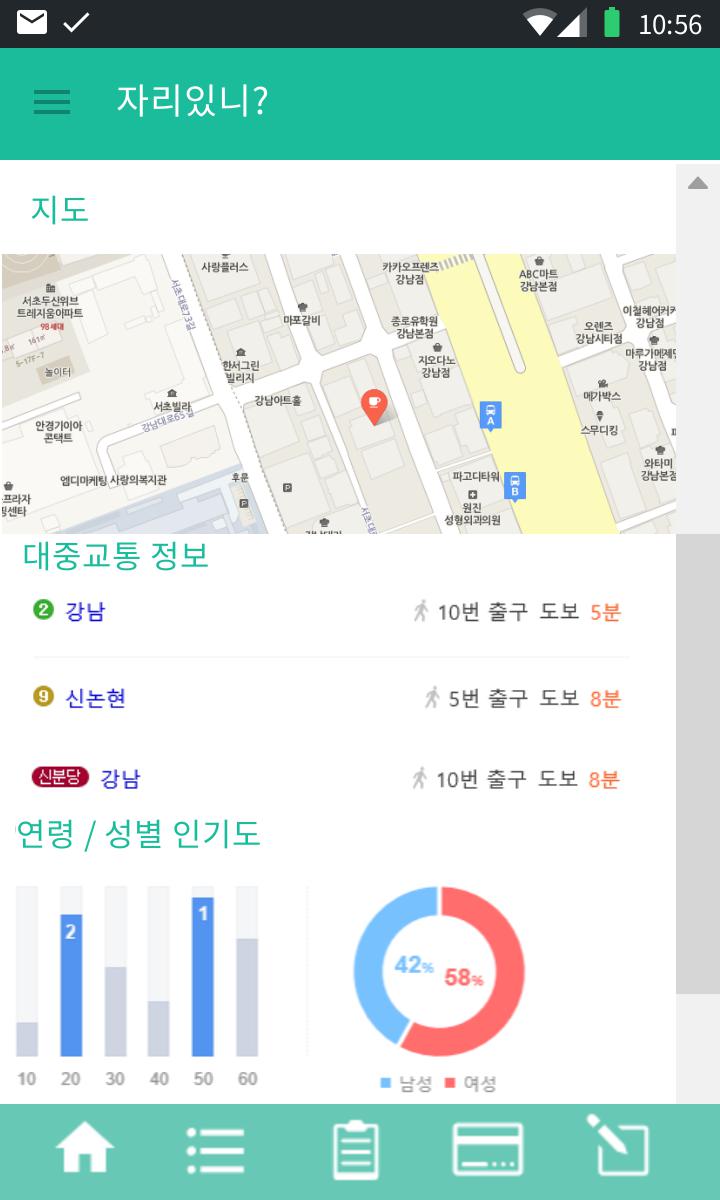 10:56
자리있니?
지도
사랑플러스
카카오프렌즈
강남점
ABC마트
강남본점
서초두산위브
트레지움아파트
98세대
서초대로73길
마포갈비
종로유학원
강남본점
오렌즈
강남시티점
이철헤어커커
강남점
5-17F-7
놀이터
한서그린
빌리지
지오다노
강남점
마루가메제면
강남점
서초빌라
강남아트홀
메가박스
강남대로65길
안경기이아
콘택트
A
스무디킹
엠디마케팅
사랑의복지관
후문
파고다타워
와타미
강남본점
P
B
프라자
P
원진
성형외과의원
대중교통 정보
2 강남 10번 출구 도보 5분
9 신논현 5번 출구 도보 8분
신분당 강남 10번 출구 도보 8분
연령 / 성별 인기도
2
1
10 20 30 40 50 60
42%
58%
남성 여성